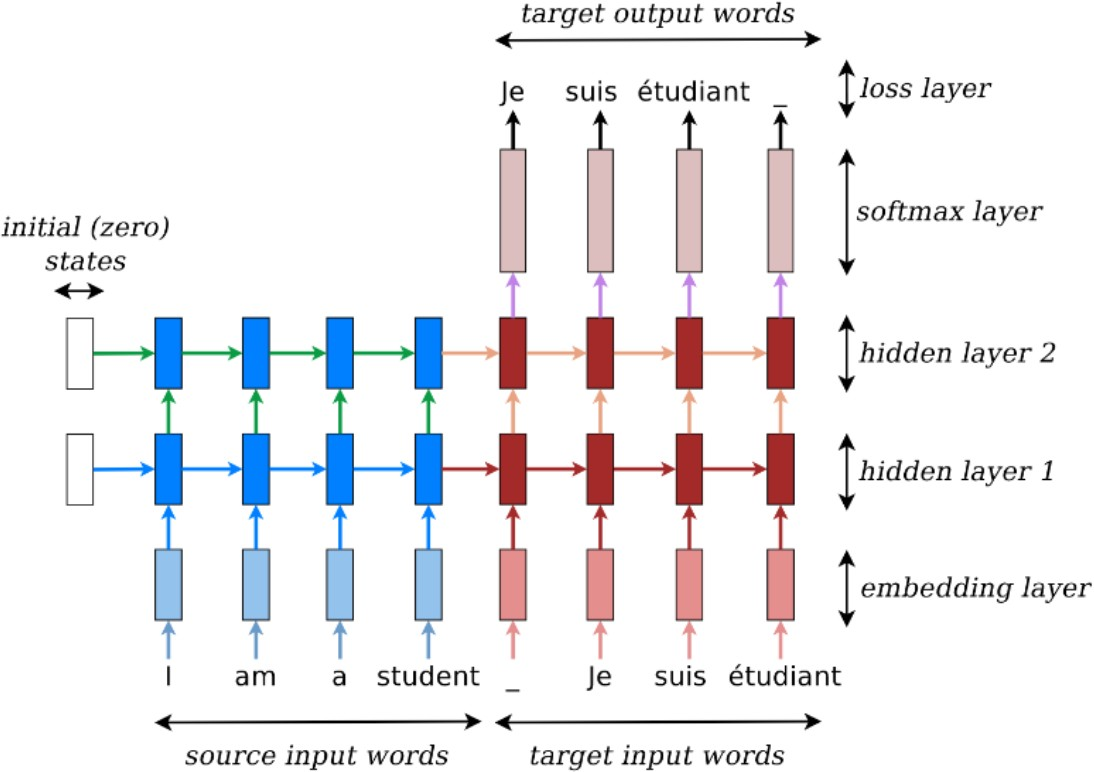 target output words
Je suis étudiant _
loss layer
softmax layer
initial (zero)
states
hidden layer 2
hidden layer 1
embedding layer
I am a student _ Je suis étudiant
source input words target input words